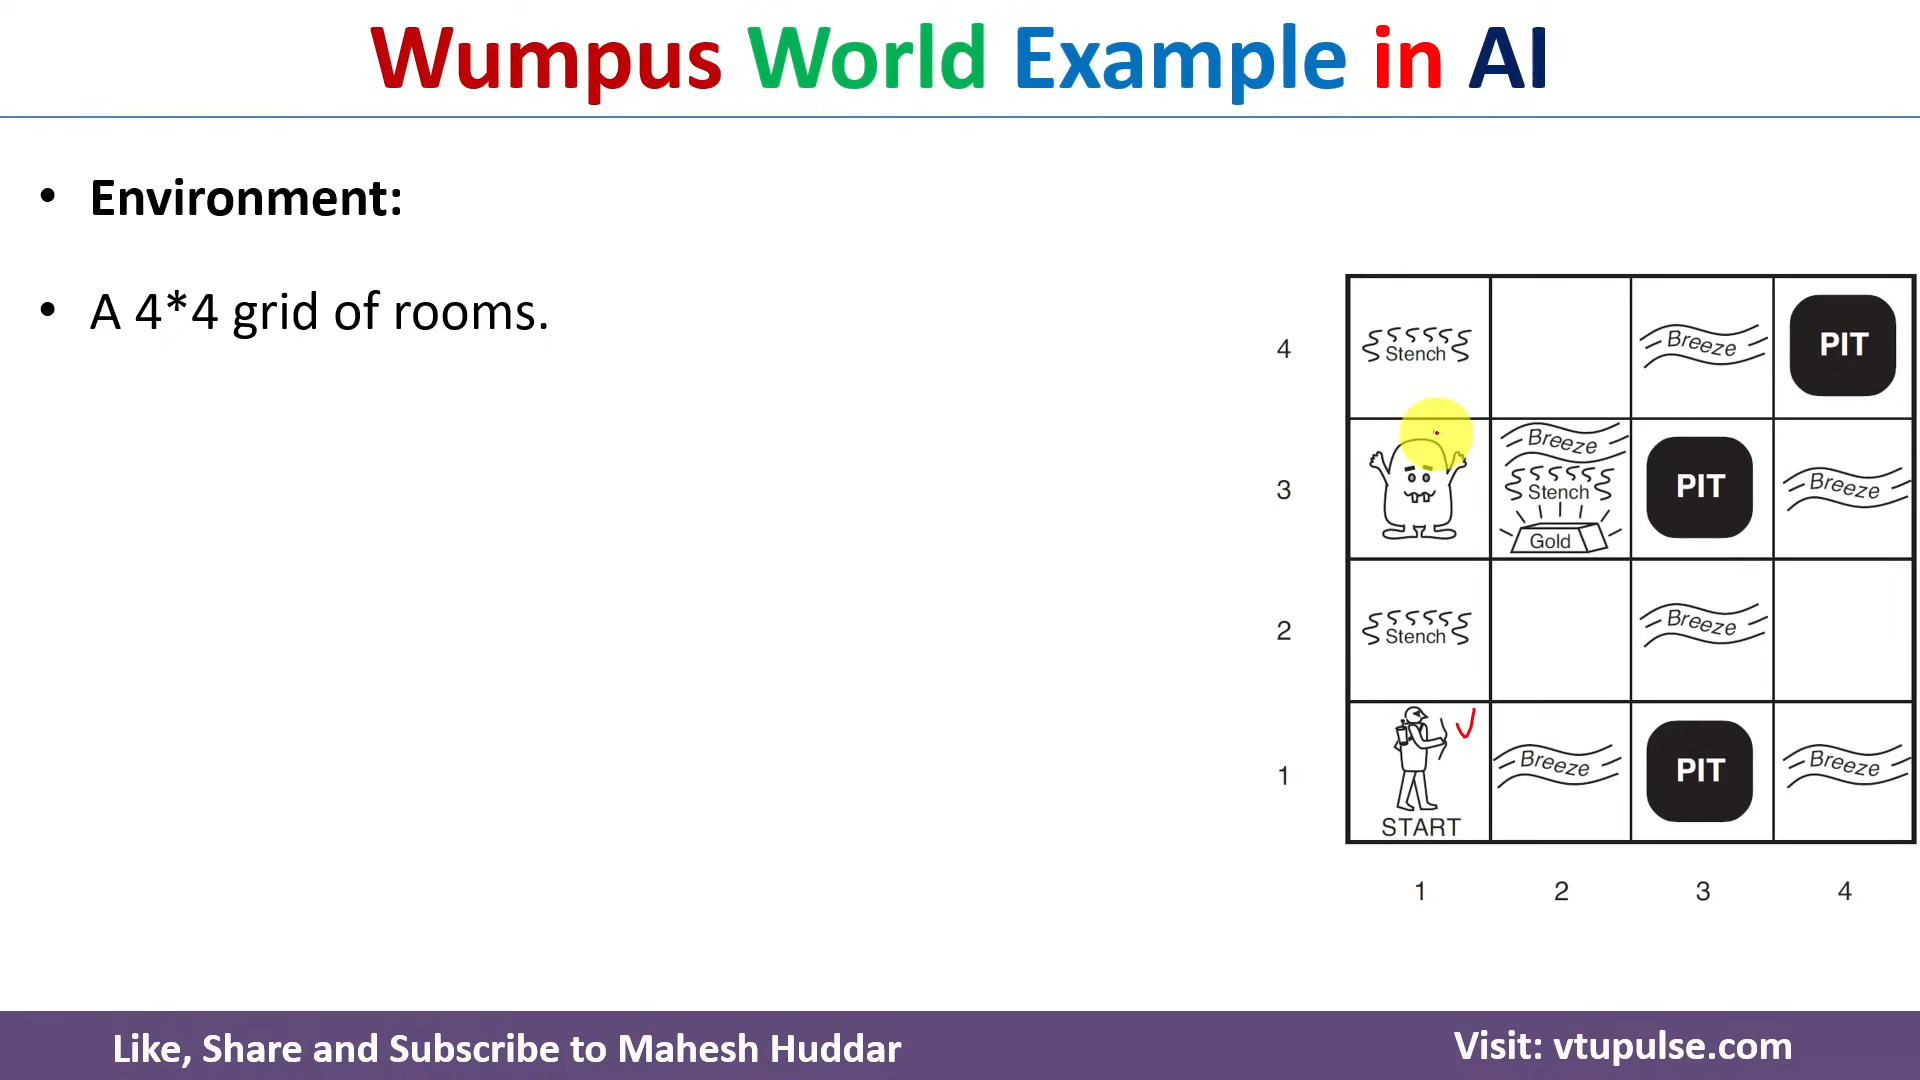 Wumpus World Example in AI
• Environment:
• A 4*4 grid of rooms.
4
Stench
Breeze
PIT
3
Breeze
Stench
Gold
PIT
Breeze
2
Stench
Breeze
1
START
Breeze
PIT
Breeze
1 2 3 4
Like, Share and Subscribe to Mahesh Huddar
Visit: vtupulse.com